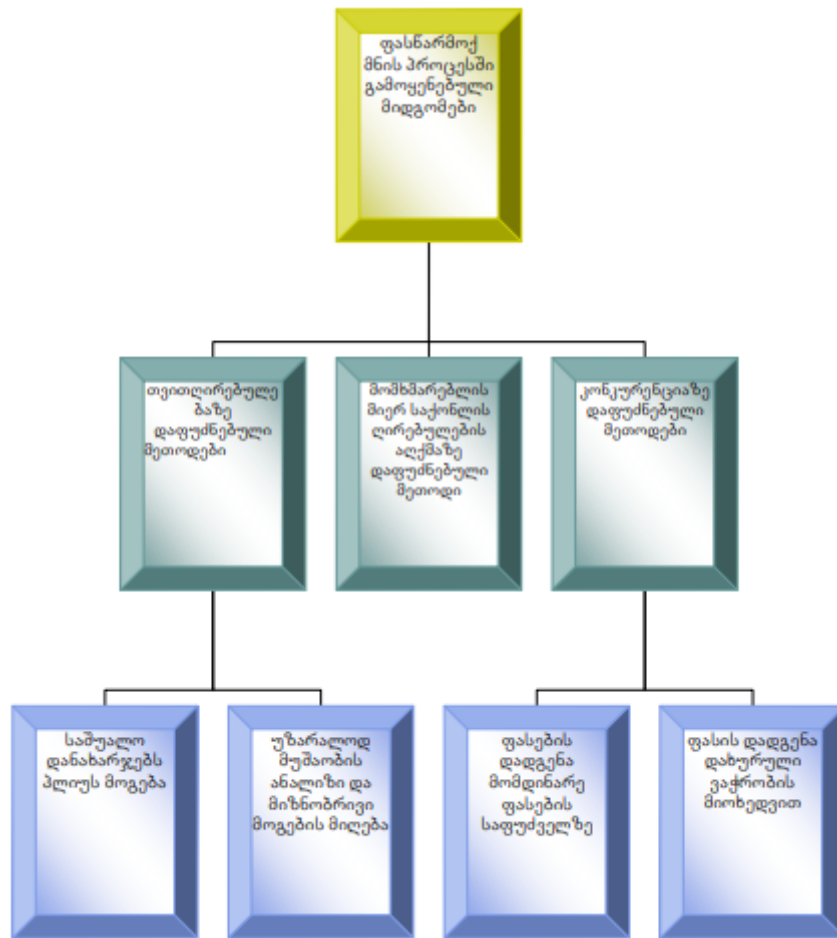 ფასწარმოქ
მნის პროცესში
გამოყენებული
მიდგომები
თვითღირებულე
ბაზე
დაფუძნებული
მეთოდები
მომხმარებლის
მიერ საქონლის
ღირებულების
აღქმაზე
დაფუძნებული
მეთოდი
კონკურენციაზე
დაფუძნებული
მეთოდები
საშუალო
დანახარჯებს
პლიუს მოგება
უზარალოდ
მუშაობის
ანალიზი და
მიზნობრივი
მოგების მიღება
ფასების
დადგენა
მომდინარე
ფასების
საფუძველზე
ფასის დადგენა
დახურული
ვაჭრობის
მიოხედვით